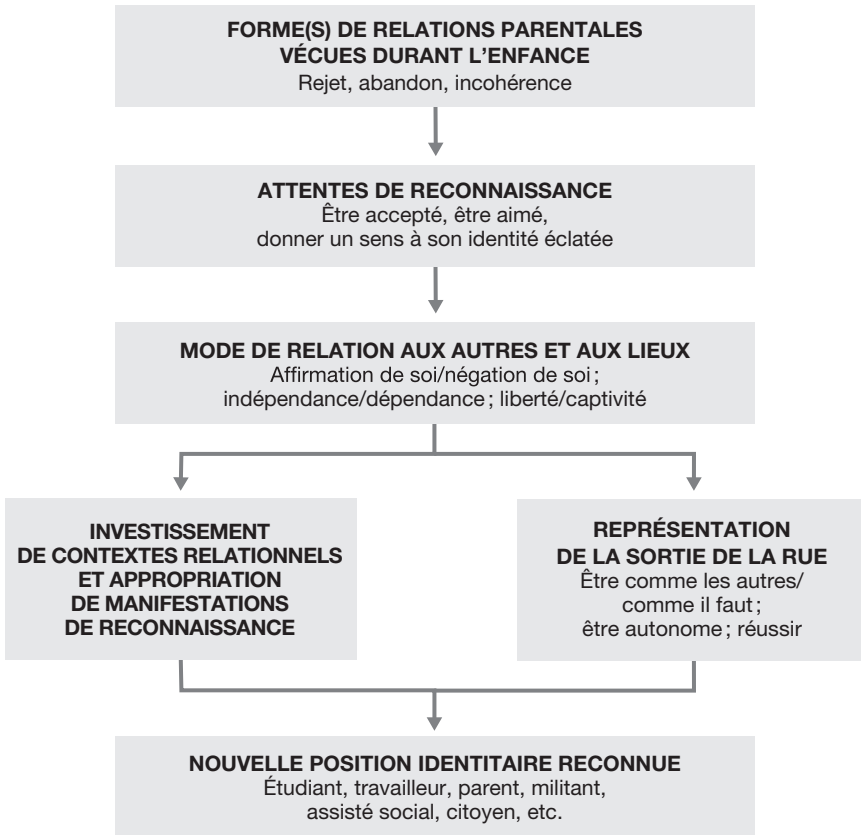 FORME(S) DE RELATIONS PARENTALES
VÉCUES DURANT L’ENFANCE
Rejet, abandon, incohérence
ATTENTES DE RECONNAISSANCE
Être accepté, être aimé,
donner un sens à son identité éclatée
MODE DE RELATION AUX AUTRES ET AUX LIEUX
Affirmation de soi/négation de soi ;
indépendance/dépendance ; liberté/captivité
INVESTISSEMENT
DE CONTEXTES RELATIONNELS
ET APPROPRIATION
DE MANIFESTATIONS
DE RECONNAISSANCE
REPRÉSENTATION
DE LA SORTIE DE LA RUE
Être comme les autres/
comme il faut ;
être autonome ; réussir
NOUVELLE POSITION IDENTITAIRE RECONNUE
Étudiant, travailleur, parent, militant,
assisté social, citoyen, etc.